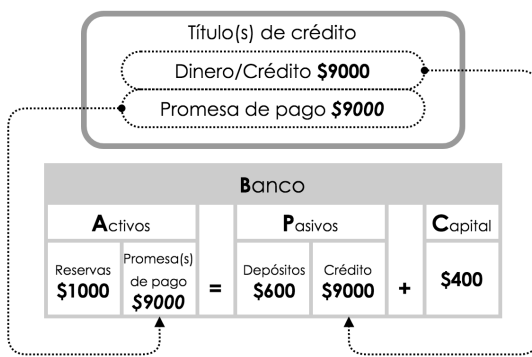 Título(s) de crédito
Dinero/Crédito $9000
Promesa de pago $9000
Banco
Activos = Pasivos + Capital
Reservas
$1000
Promesa(s)
de pago
$9000
Depósitos
$600
Crédito
$9000
$400